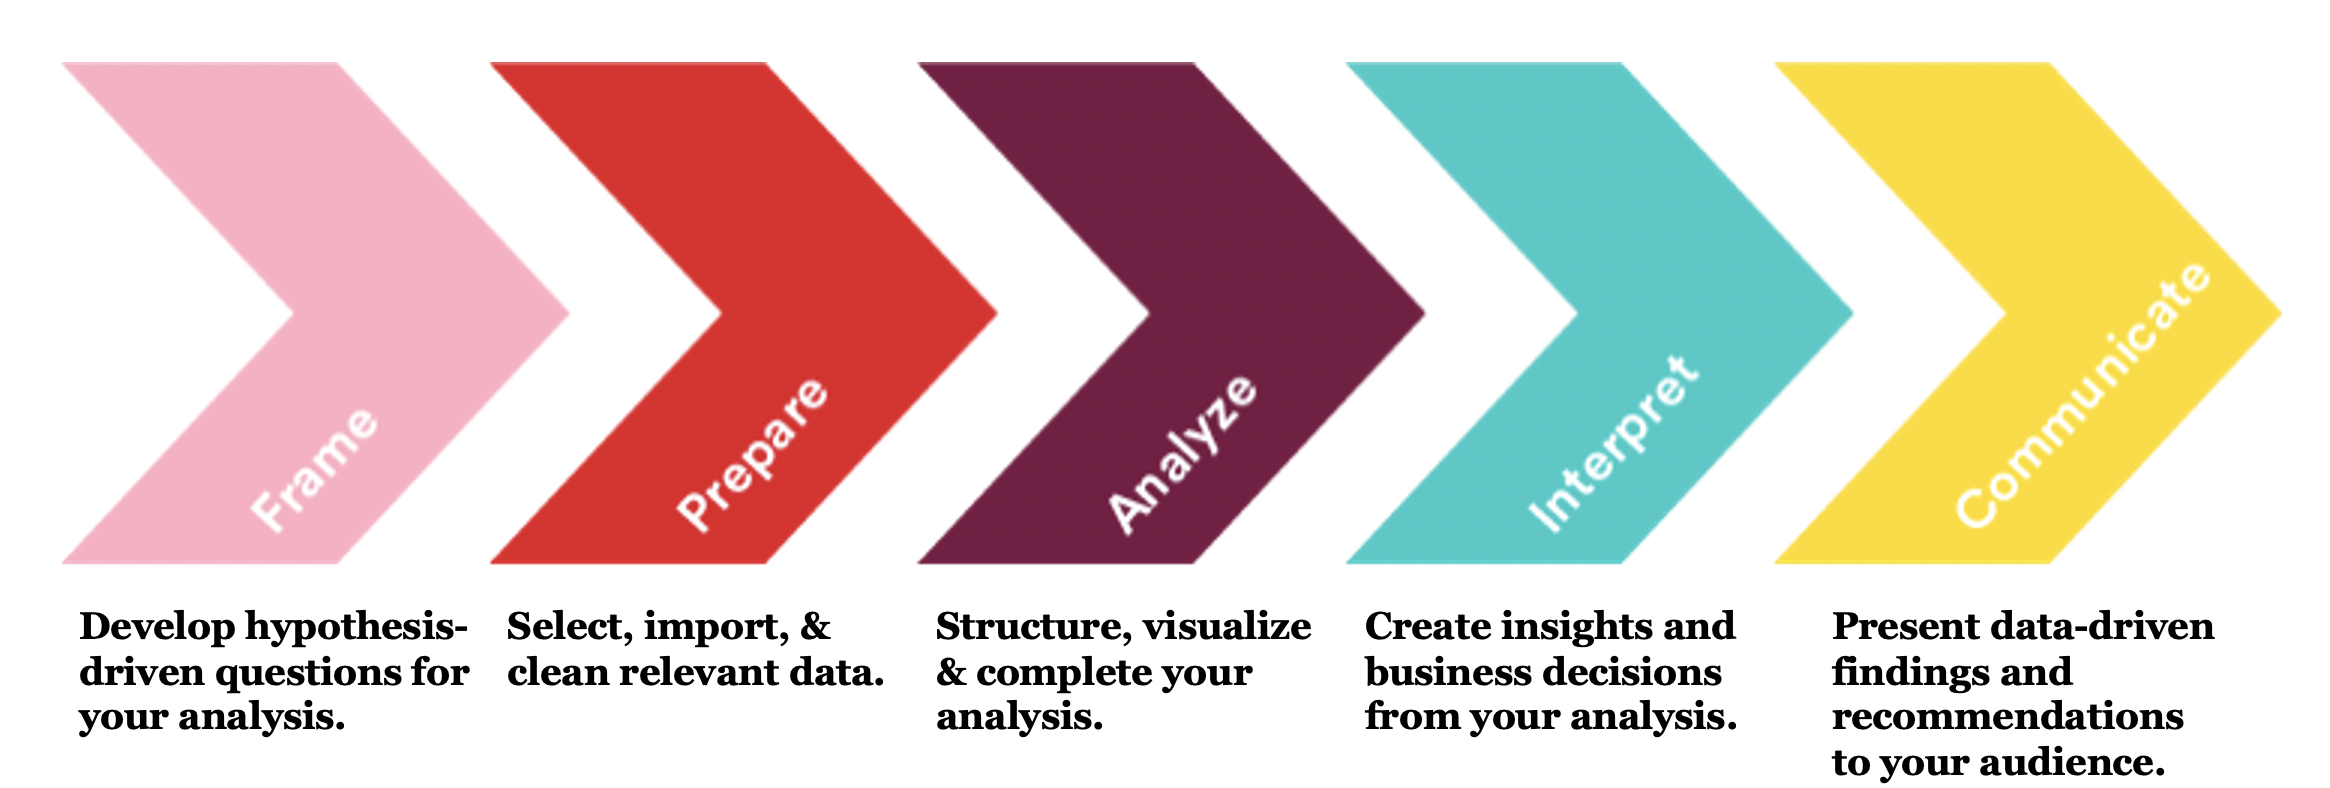 Frame
Prepare
Analyze
Interpret
Communicate
Develop hypothesis-
driven questions for
your analysis.
Select, import, &
clean relevant data.
Structure, visualize
& complete your
analysis.
Create insights and
business decisions
from your analysis.
Present data-driven
findings and
recommendations
to your audience.